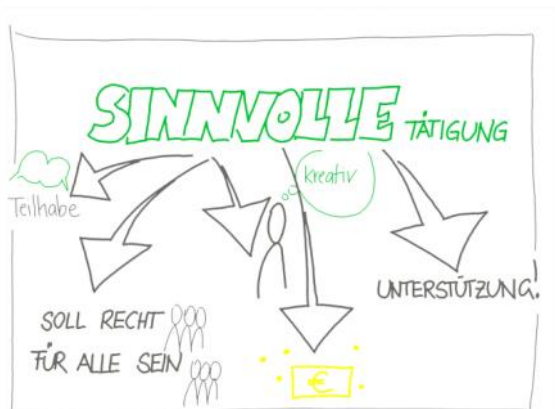 SINNVOLLE TÄTIGUNG
kreativ
Teilhabe
UNTERSTÜTZUNG!
SOLL RECHT
FÜR ALLE SEIN
€